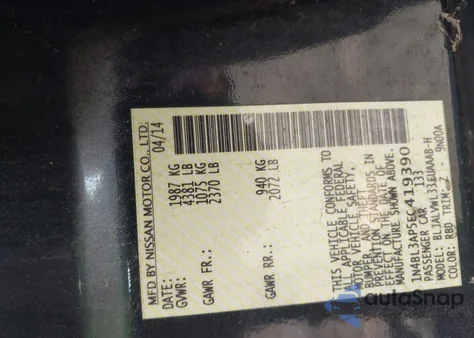 MFD BY NISSAN MOTOR CO., LTD.
DATE: 04/14
GVWR: 1987 KG
4381 LB
GAWR FR: 1075 KG
2370 LB
GAWR RR: 940 KG
2072 LB
THIS VEHICLE CONFORMS TO
ALL APPLICABLE FEDERAL
MOTOR VEHICLE SAFETY,
BUMPER, AND THEFT
PREVENTION STANDARDS IN
EFFECT ON THE DATE OF
MANUFACTURE SHOWN ABOVE.
1N4BL3AP5EC419390
PASSENGER CAR L33
COLOR: RBD TRIM: Z - 9N00A
autoSnap